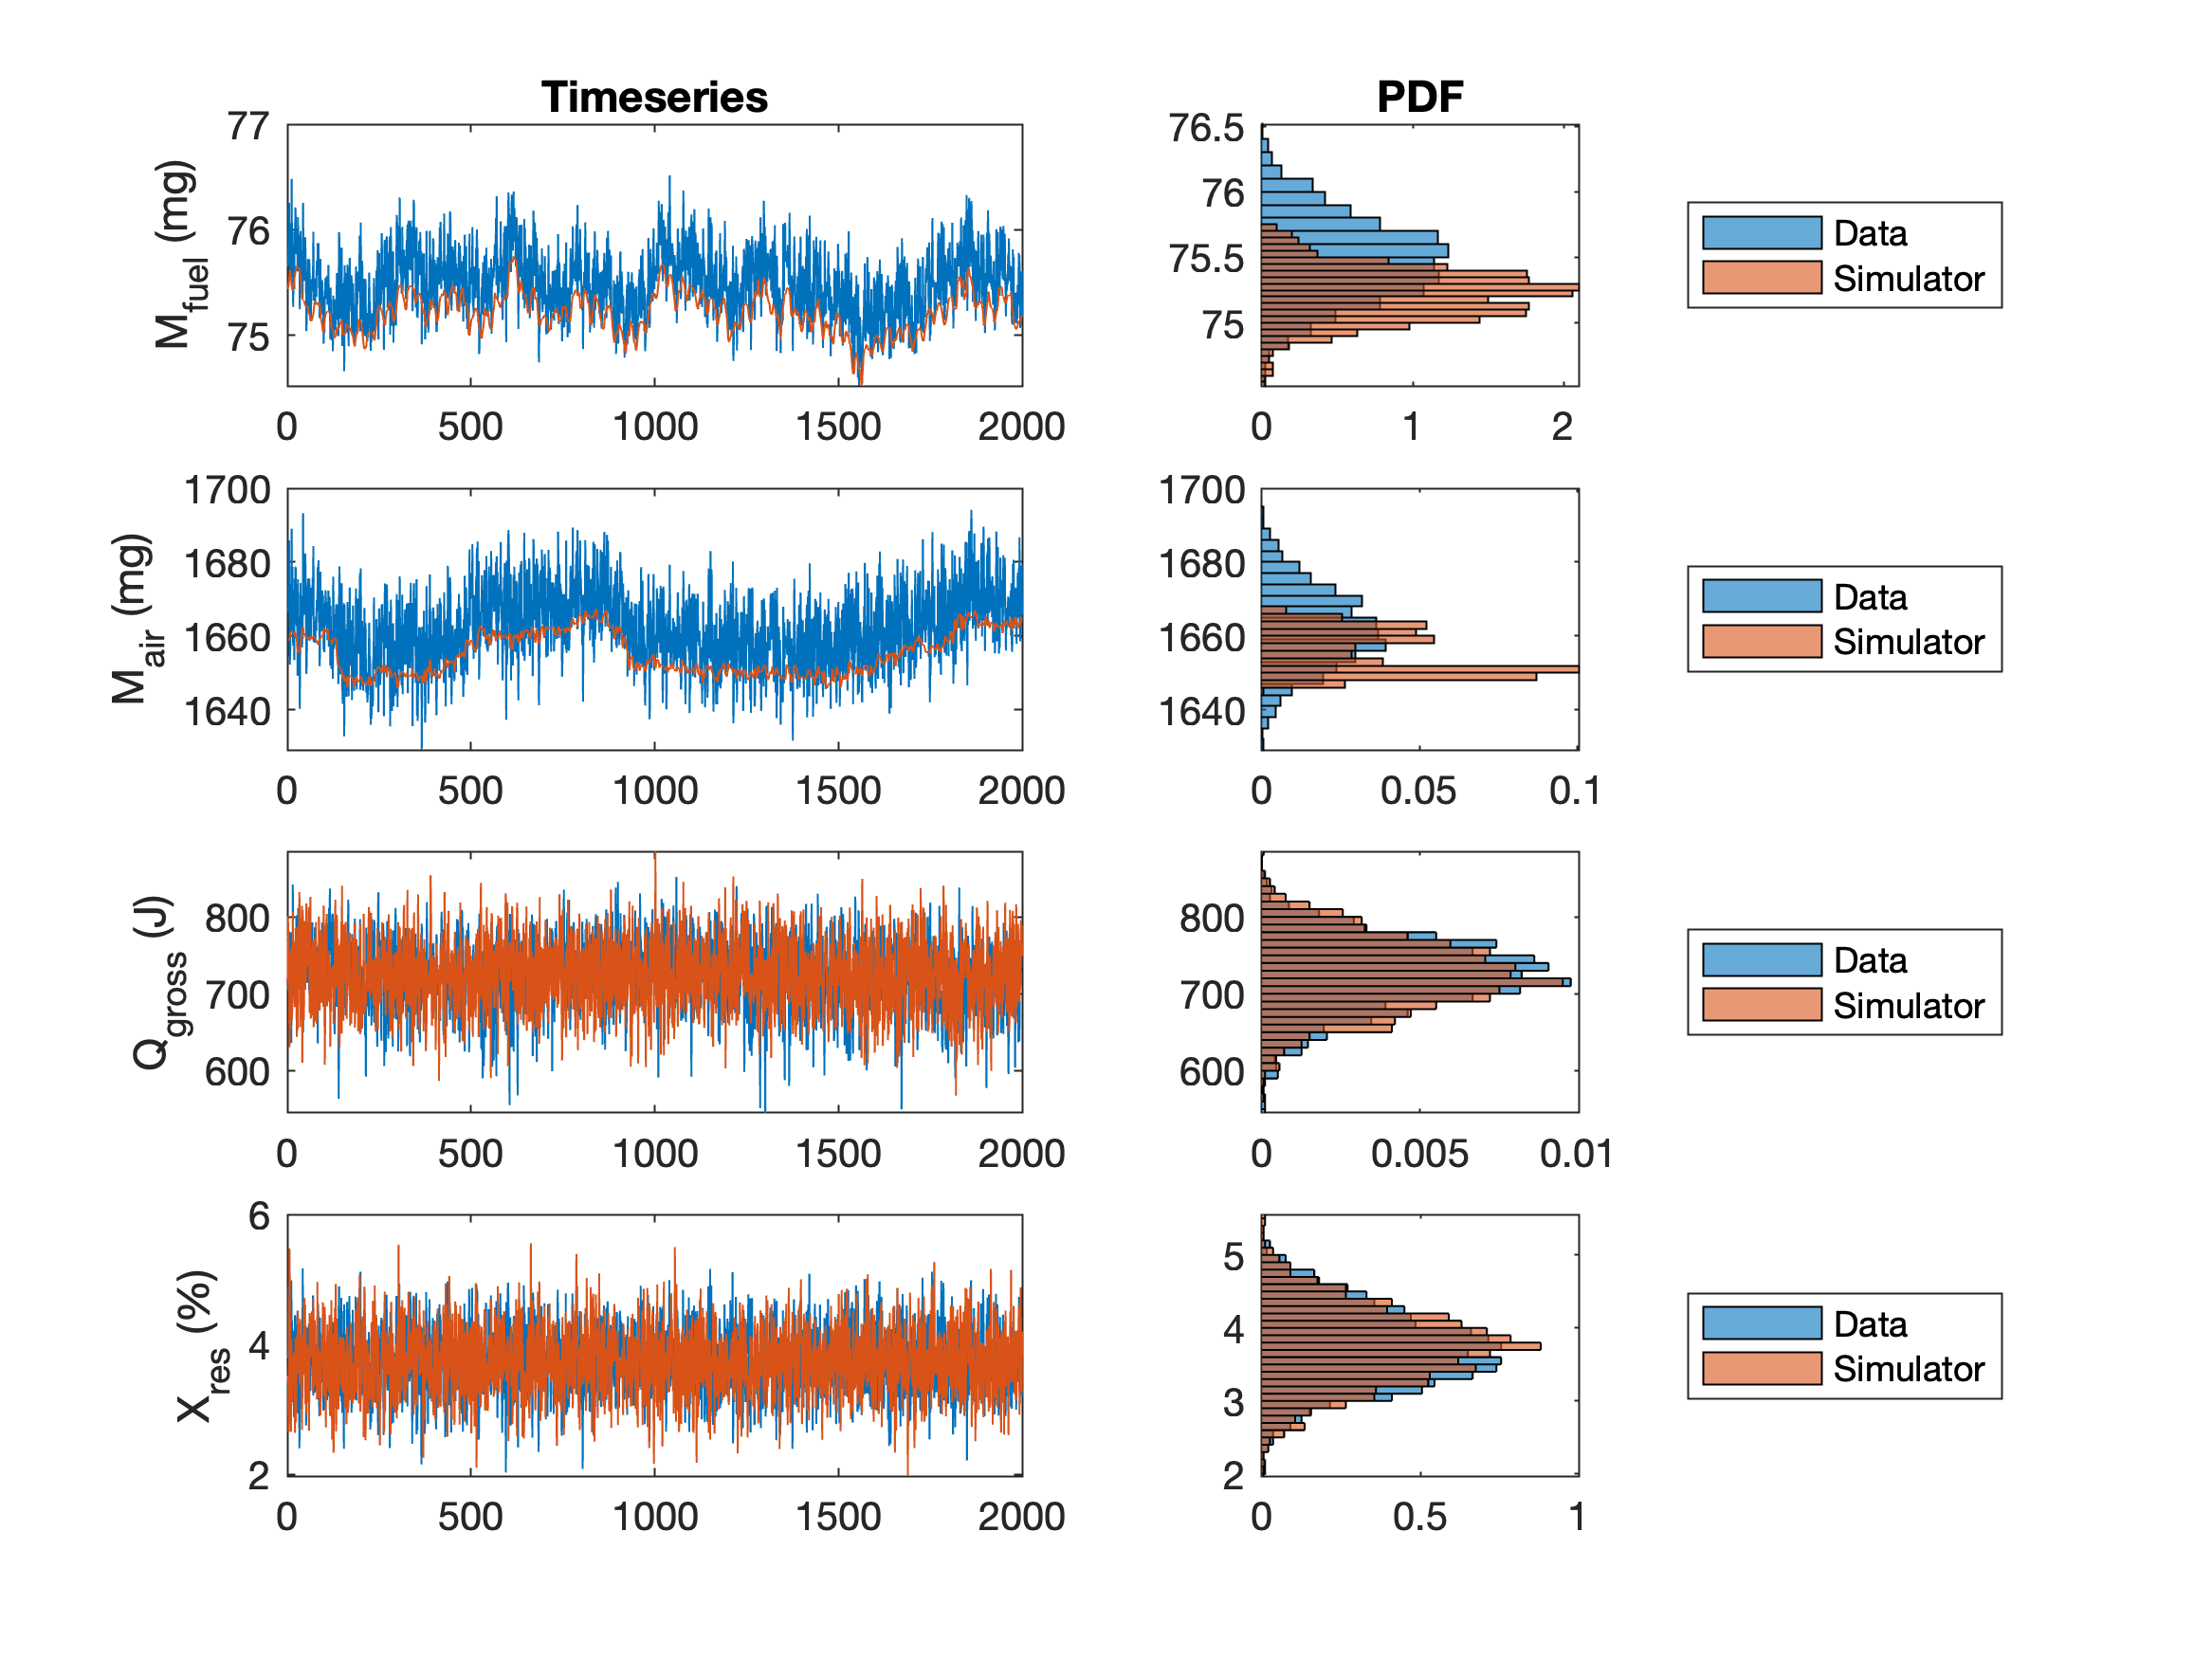 Timeseries
PDF
M_fuel (mg)
77
76
75
0 500 1000 1500 2000
76.5
76
75.5
75
0 1 2
Data
Simulator
M_air (mg)
1700
1680
1660
1640
0 500 1000 1500 2000
1700
1680
1660
1640
0 0.05 0.1
Data
Simulator
Q_gross (J)
800
700
600
0 500 1000 1500 2000
800
700
600
0 0.005 0.01
Data
Simulator
X_res (%)
6
4
2
0 500 1000 1500 2000
5
4
3
2
0 0.5 1
Data
Simulator